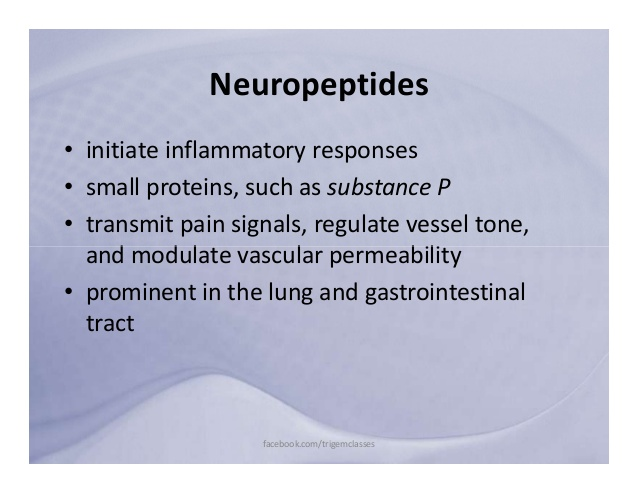 Neuropeptides
• initiate inflammatory responses
• small proteins, such as substance P
• transmit pain signals, regulate vessel tone,
and modulate vascular permeability
• prominent in the lung and gastrointestinal
tract
facebook.com/trigemclasses